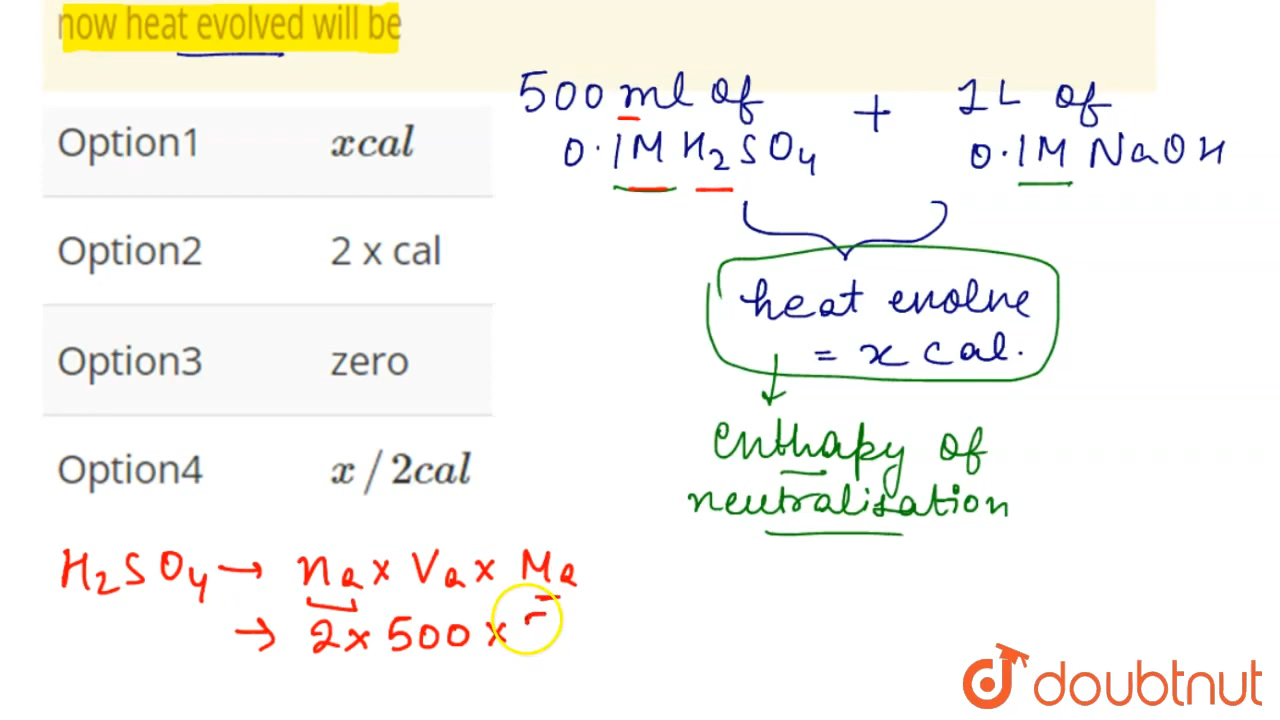 now heat evolved will be
Option1 xcal
Option2 2 x cal
Option3 zero
Option4 x / 2cal
500 ml of + 1L of
0.1M H2SO4 0.1M NaOH
heat evolve
= x cal.
enthapy of
neutralisation
H2SO4 → na × Va × Ma
→ 2 × 500 ×
doubtnut